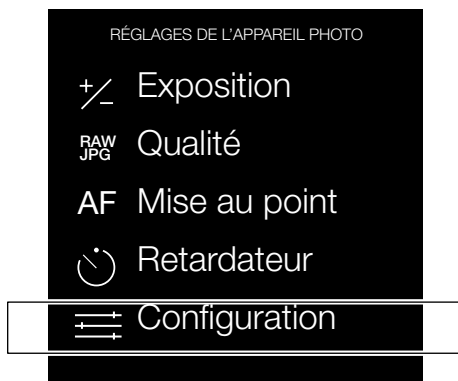 RÉGLAGES DE L'APPAREIL PHOTO
+/- Exposition
RAW JPG Qualité
AF Mise au point
Retardateur
Configuration